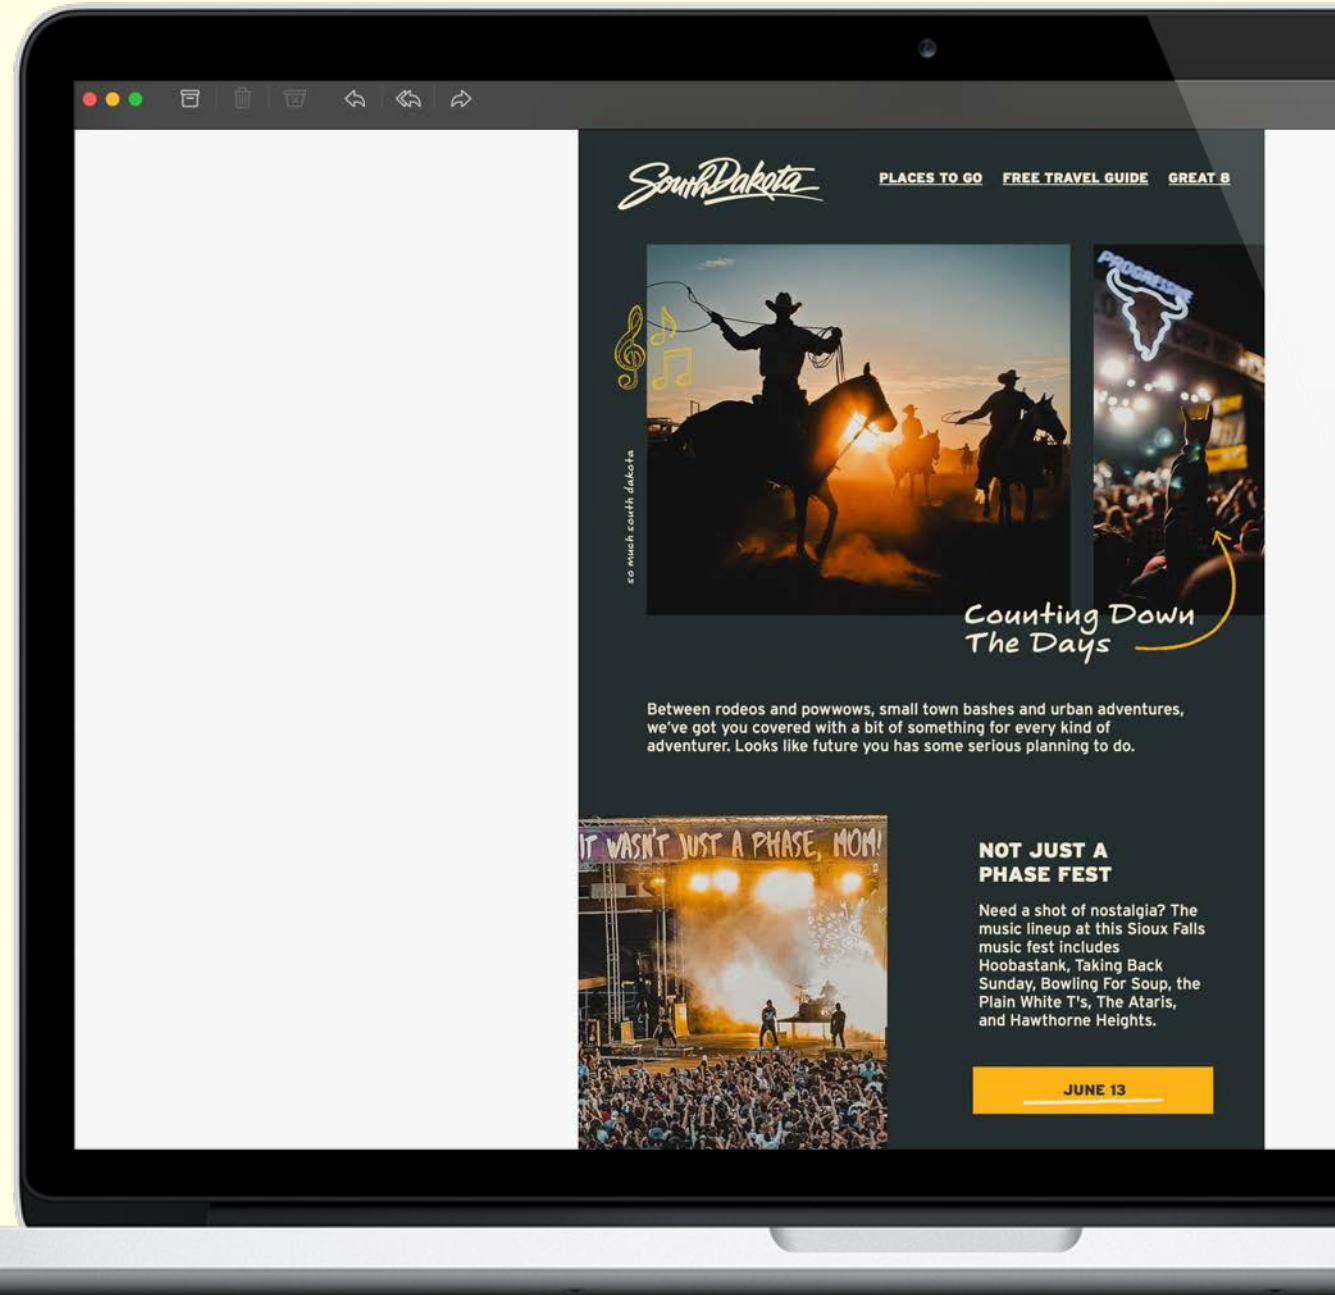 SouthDakota
PLACES TO GO FREE TRAVEL GUIDE GREAT 8
PROGRESSIVE
so much south dakota
Counting Down
The Days
Between rodeos and powwows, small town bashes and urban adventures,
we've got you covered with a bit of something for every kind of
adventurer. Looks like future you has some serious planning to do.
IT WASN'T JUST A PHASE, MOM!
NOT JUST A
PHASE FEST
Need a shot of nostalgia? The
music lineup at this Sioux Falls
music fest includes
Hoobastank, Taking Back
Sunday, Bowling For Soup, the
Plain White T's, The Ataris,
and Hawthorne Heights.
JUNE 13